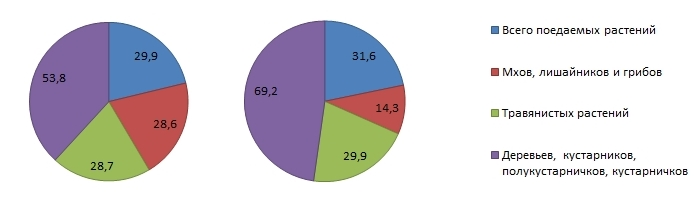 29,9
28,6
28,7
53,8
31,6
14,3
29,9
69,2
Всего поедаемых растений
Мхов, лишайников и грибов
Травянистых растений
Деревьев, кустарников,
полукустарничков, кустарничков